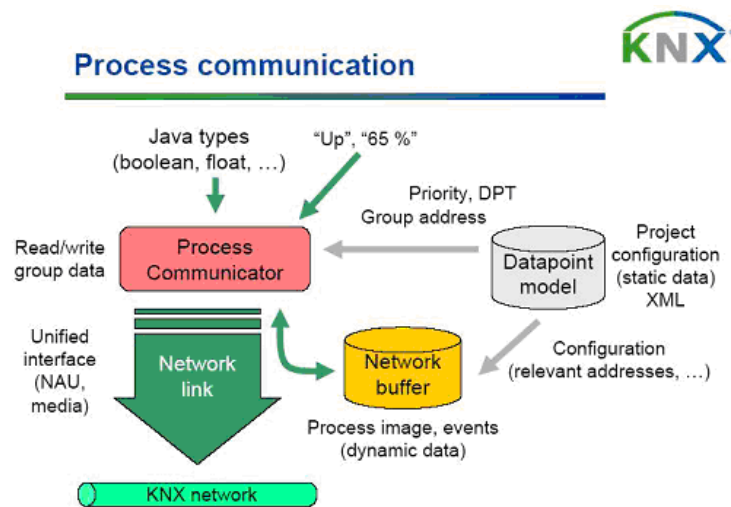 KNX
Process communication
Java types
(boolean, float, …)
“Up”, “65 %”
Priority, DPT
Group address
Read/write
group data
Process
Communicator
Datapoint
model
Project
configuration
(static data)
XML
Unified
interface
(NAU,
media)
Network
link
Network
buffer
Configuration
(relevant addresses, …)
Process image, events
(dynamic data)
KNX network